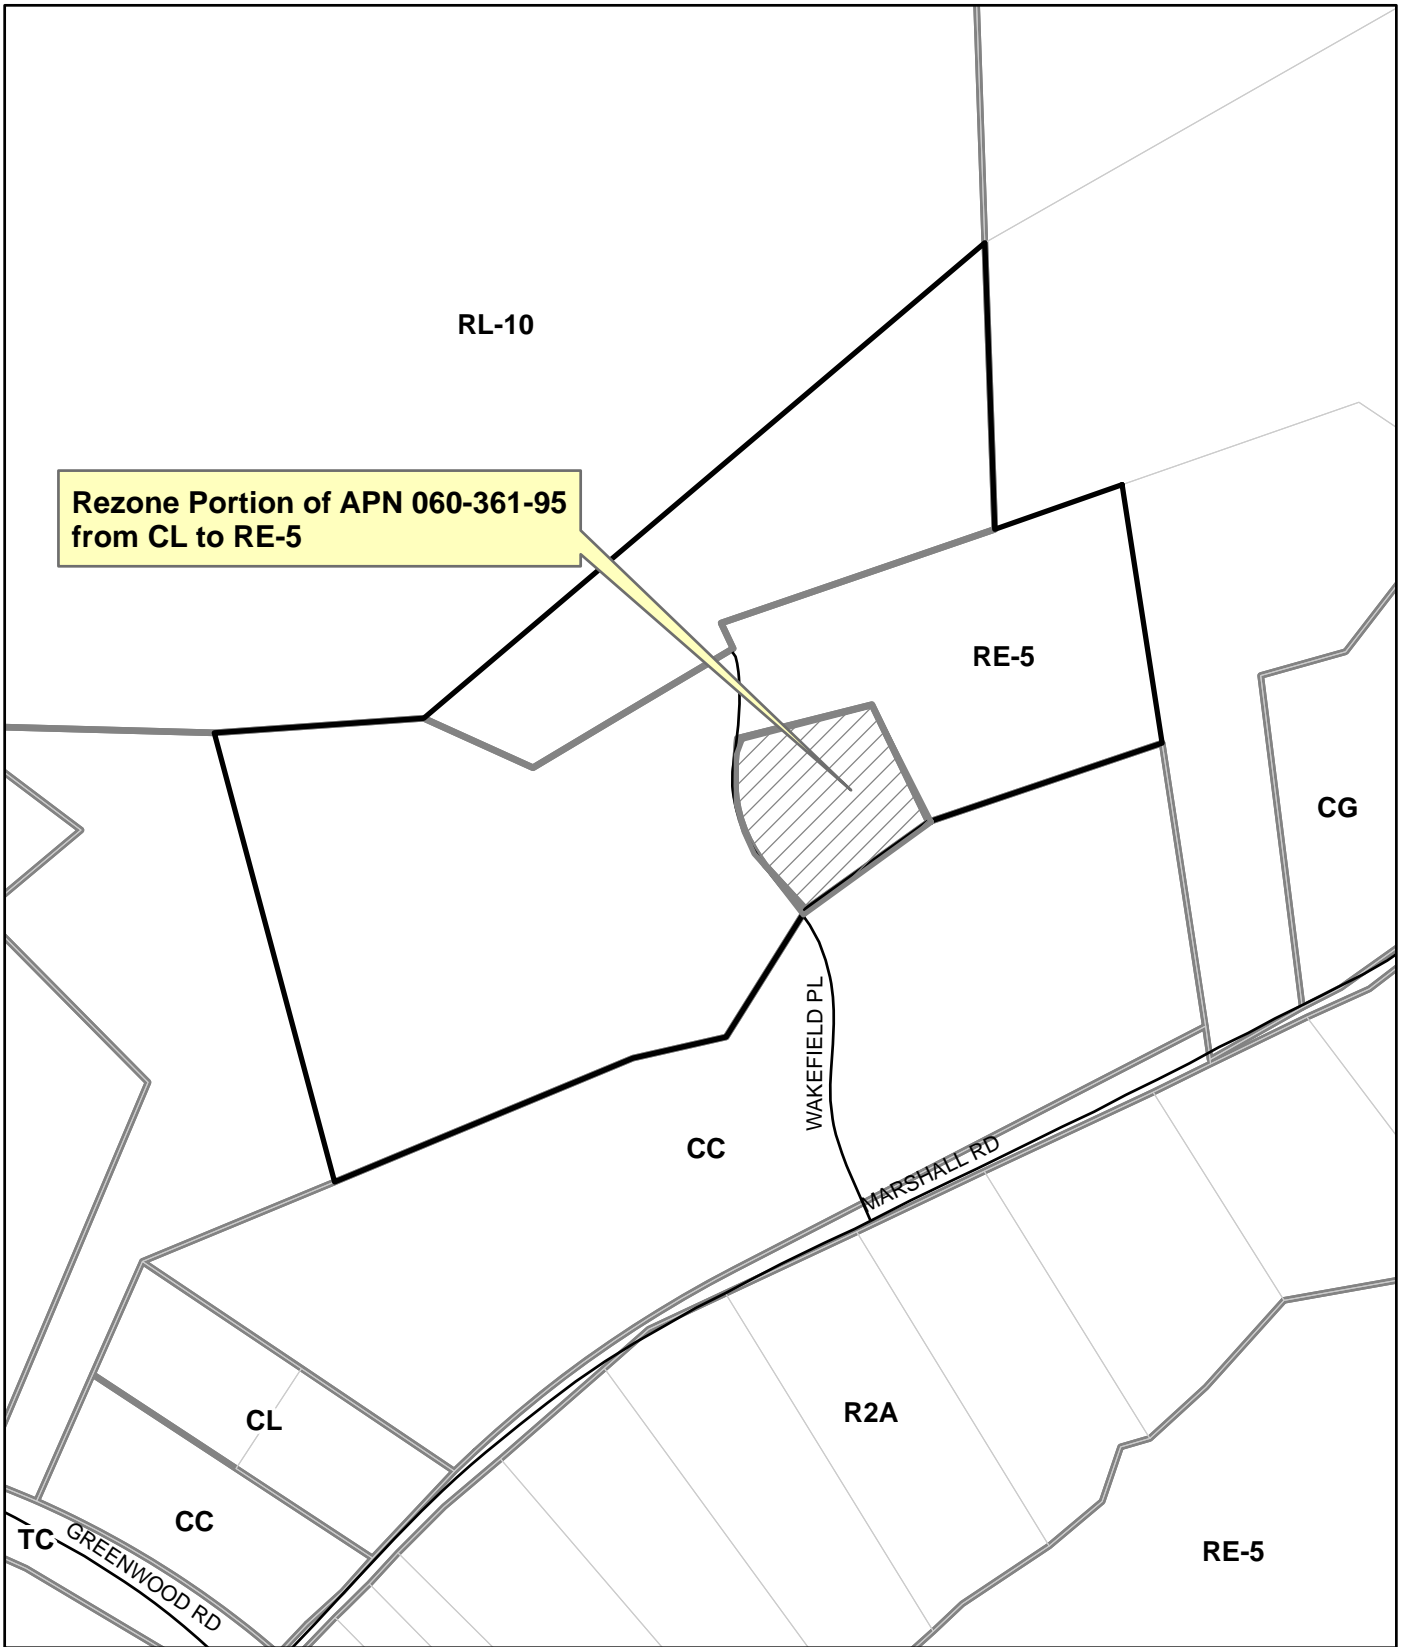 RL-10
Rezone Portion of APN 060-361-95
from CL to RE-5
RE-5
CG
WAKEFIELD PL
CC
MARSHALL RD
R2A
CL
CC
TC
GREENWOOD RD
RE-5